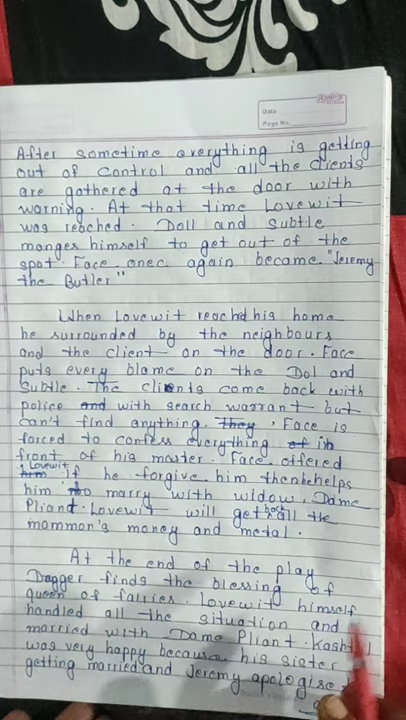 Date
Page No.
After sometime everything is getting
out of control and all the clients
are gathered at the door with
warning. At that time Lovewit
was reached. Doll and Subtle
manges himself to get out of the
spot. Face onec again became "Jeremy
the Butler"
When Lovewit reachd his home
he surrounded by the neighbours
and the client on the door. Face
puts every blame on the Dol and
Subtle. The clients come back with
police and with search warrant but
can't find anything. They. Face is
forced to confess everything of in
front of his master. Face offered
Lovewit
him if he forgive him then helps
him to marry with widow. Dame
Pliant. Lovewit will get back all the
mommon's money and metal.
At the end of the play
Dagger finds the blessing of
queen of fairies. Lovewit himself
handled all the situation and
married with Dame Pliant. Kashtril
was very happy because his sister
getting married and Jeremy apologise